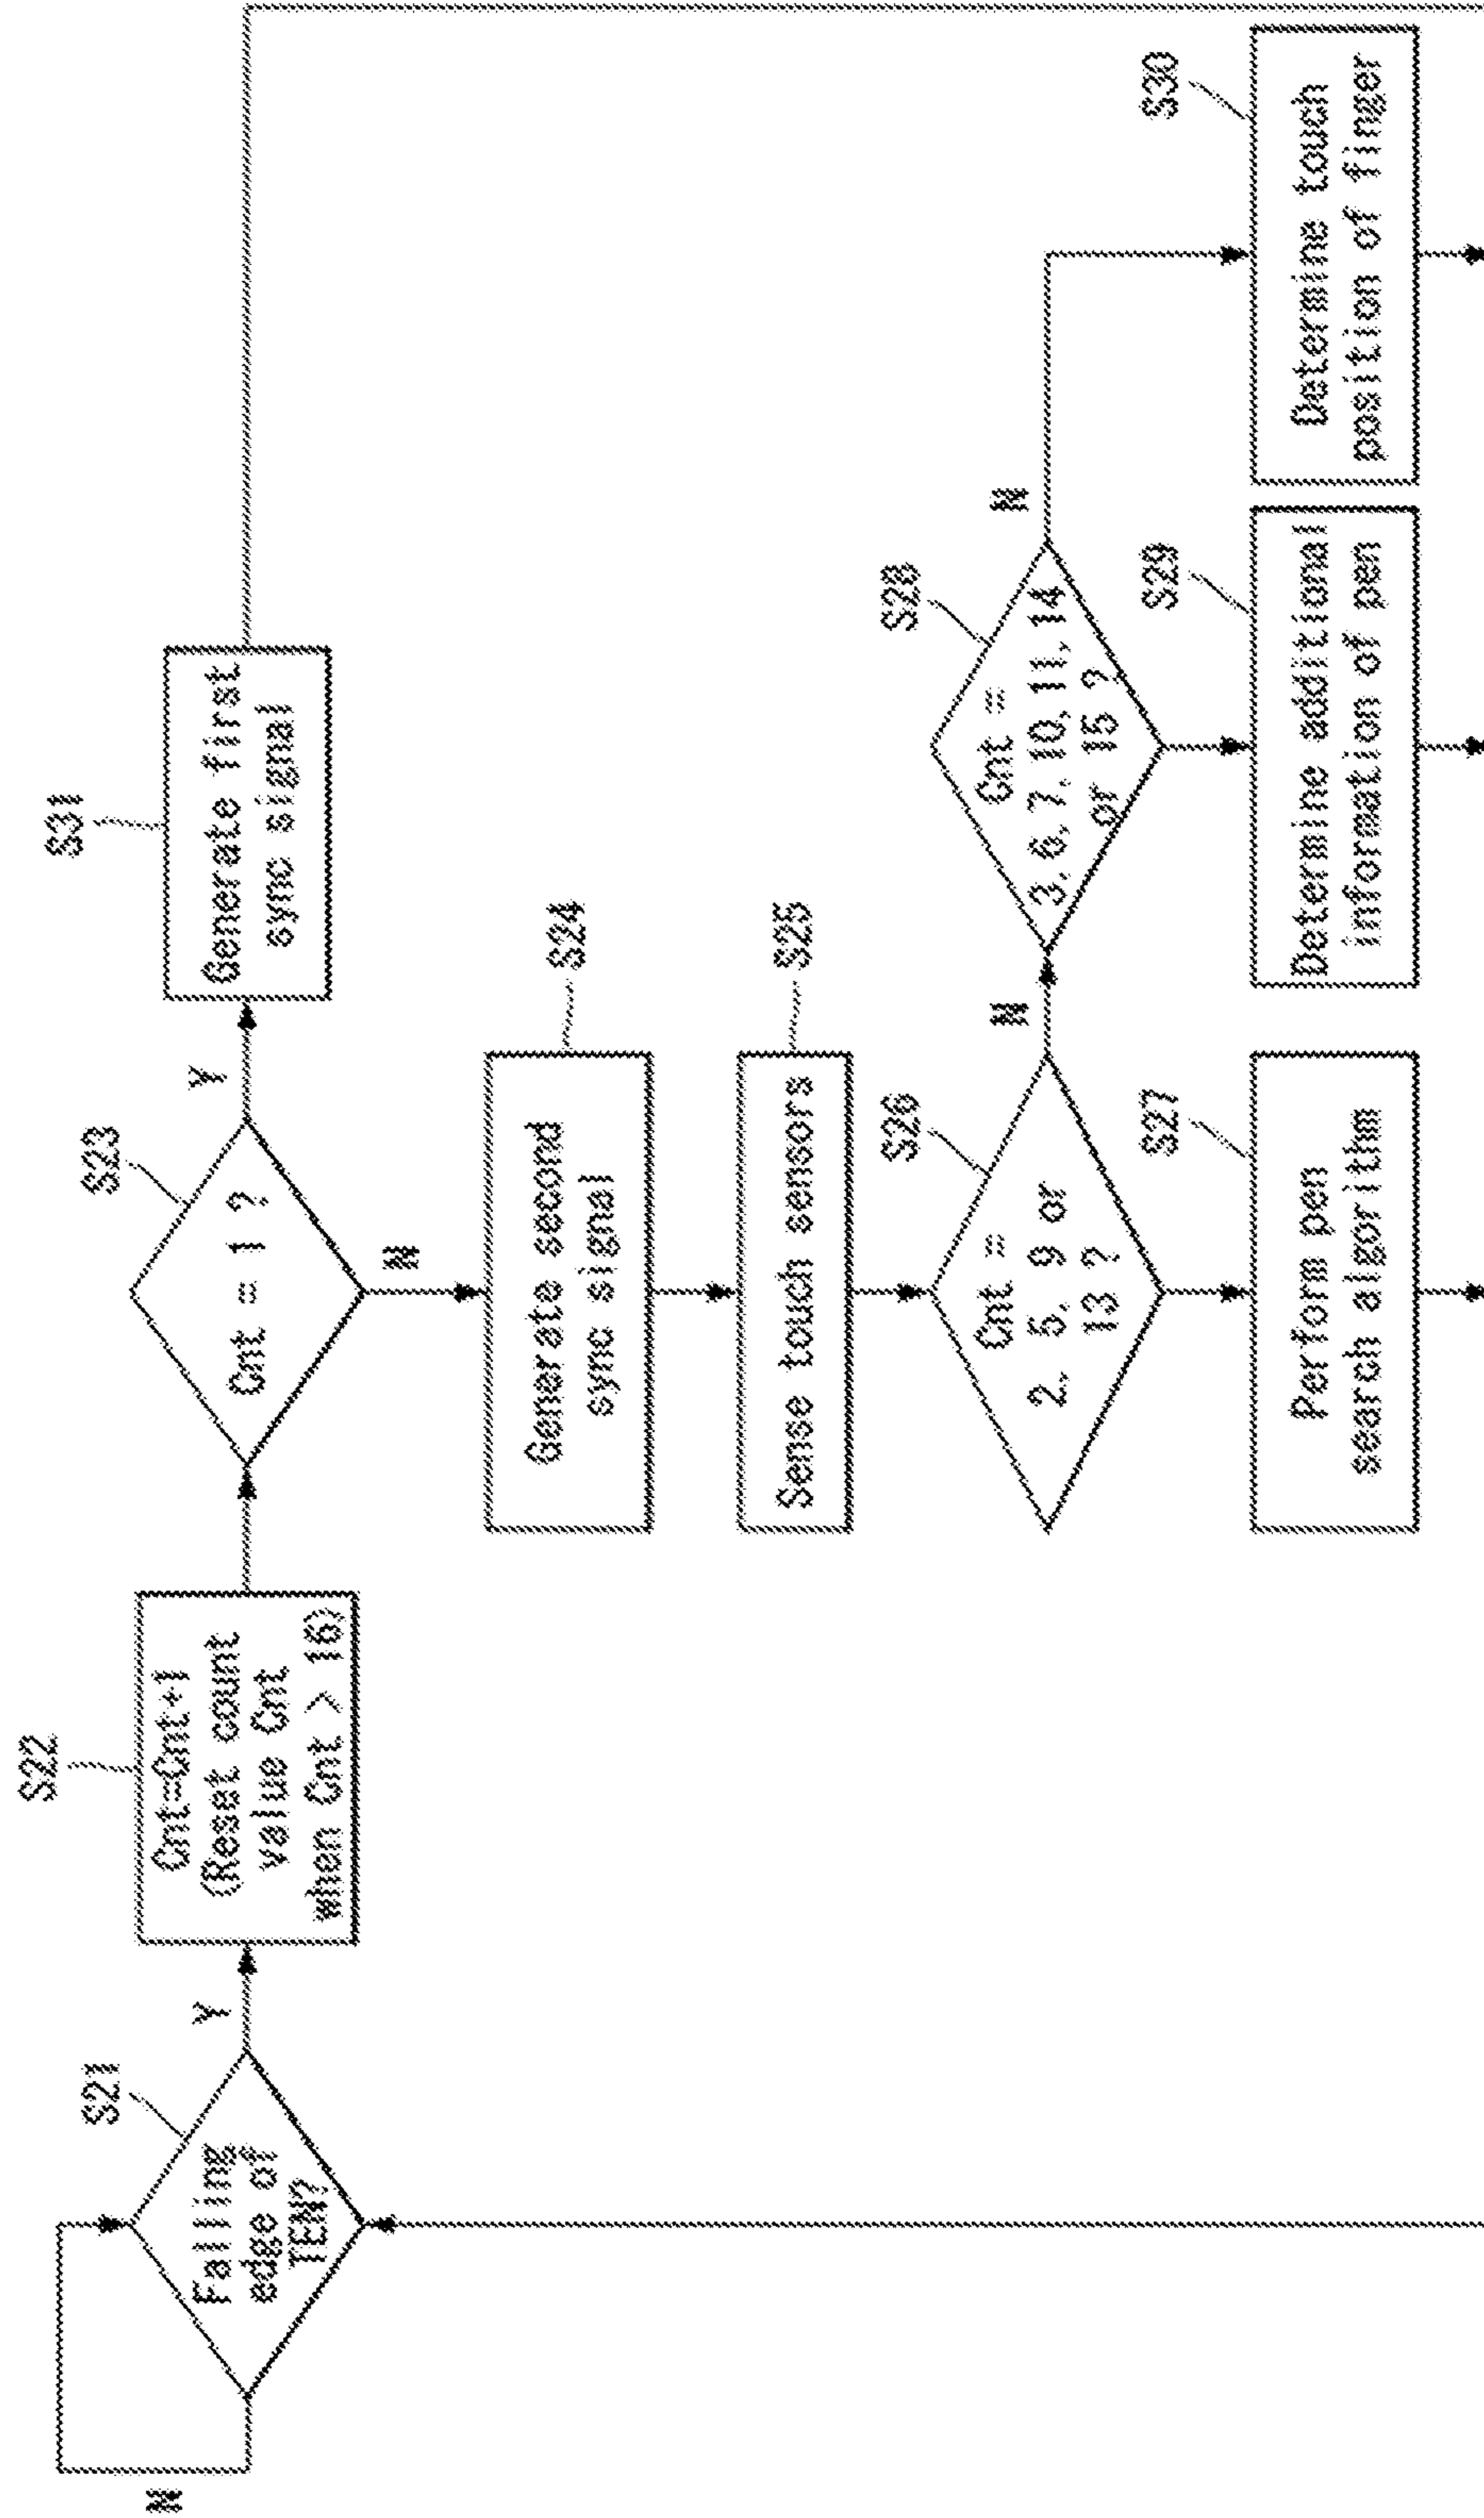 S21
Falling
edge of
TEN?
N
Y
S22
Cnt=Cnt+1
(Reset count
value Cnt
when Cnt > 16)
S23
Cnt = 1 ?
Y
N
S31
Generate first
sync signal
S24
Generate second
sync signal
S25
Sense touch sensors
S26
Cnt =
2, 5, 9 or
13 ?
N
S28
Cnt =
3, 6, 7, 10, 11, 14
or 15 ?
N
S27
Perform pen
search algorithm
S29
Determine additional
information of pen
S30
Determine touch
position of finger